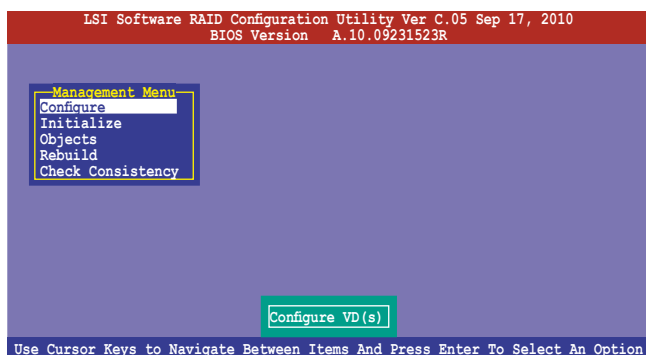 LSI Software RAID Configuration Utility Ver C.05 Sep 17, 2010
BIOS Version A.10.09231523R
Management Menu
Configure
Initialize
Objects
Rebuild
Check Consistency
Configure VD(s)
Use Cursor Keys to Navigate Between Items And Press Enter To Select An Option